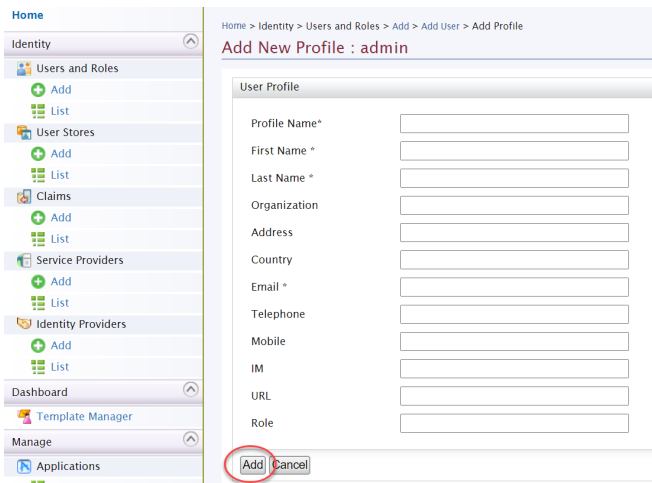 Home
Identity
Users and Roles
Add
List
User Stores
Add
List
Claims
Add
List
Service Providers
Add
List
Identity Providers
Add
List
Dashboard
Template Manager
Manage
Applications
Home > Identity > Users and Roles > Add > Add User > Add Profile
Add New Profile : admin
User Profile
Profile Name*
First Name *
Last Name *
Organization
Address
Country
Email *
Telephone
Mobile
IM
URL
Role
Add Cancel